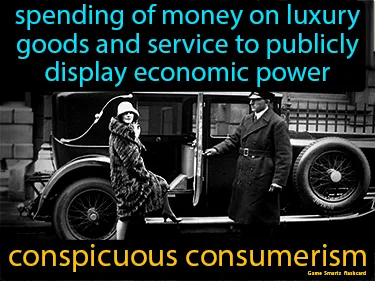 spending of money on luxury
goods and service to publicly
display economic power
conspicuous consumerism
Game Smartz flashcard